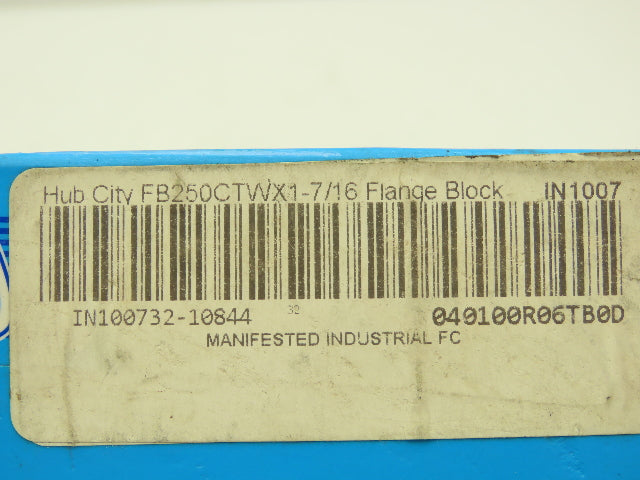 Hub City FB250CTWX1-7/16 Flange Block IN1007
IN100732-10844 32 040100R06TB0D
MANIFESTED INDUSTRIAL FC